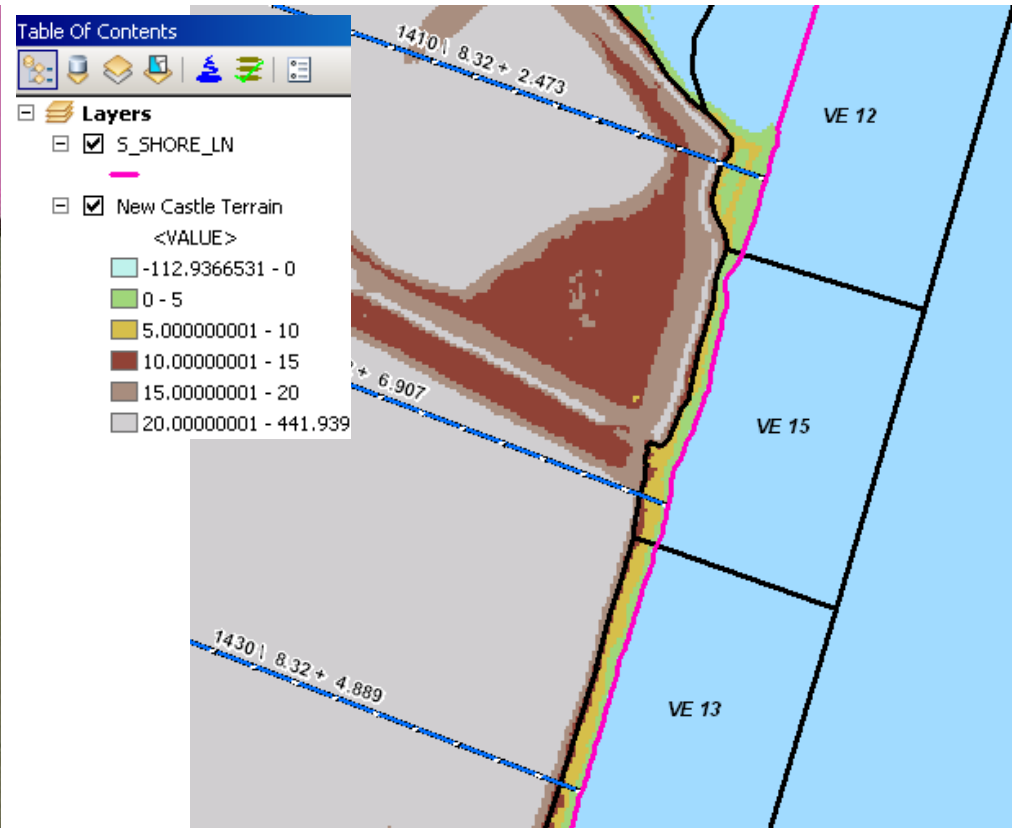 Table Of Contents
Layers
S_SHORE_LN
New Castle Terrain
<VALUE>
-112.9366531 - 0
0 - 5
5.000000001 - 10
10.00000001 - 15
15.00000001 - 20
20.00000001 - 441.939
1410 \ 8.32 + 2.473
VE 12
+ 6.907
VE 15
1430 \ 8.32 + 4.889
VE 13